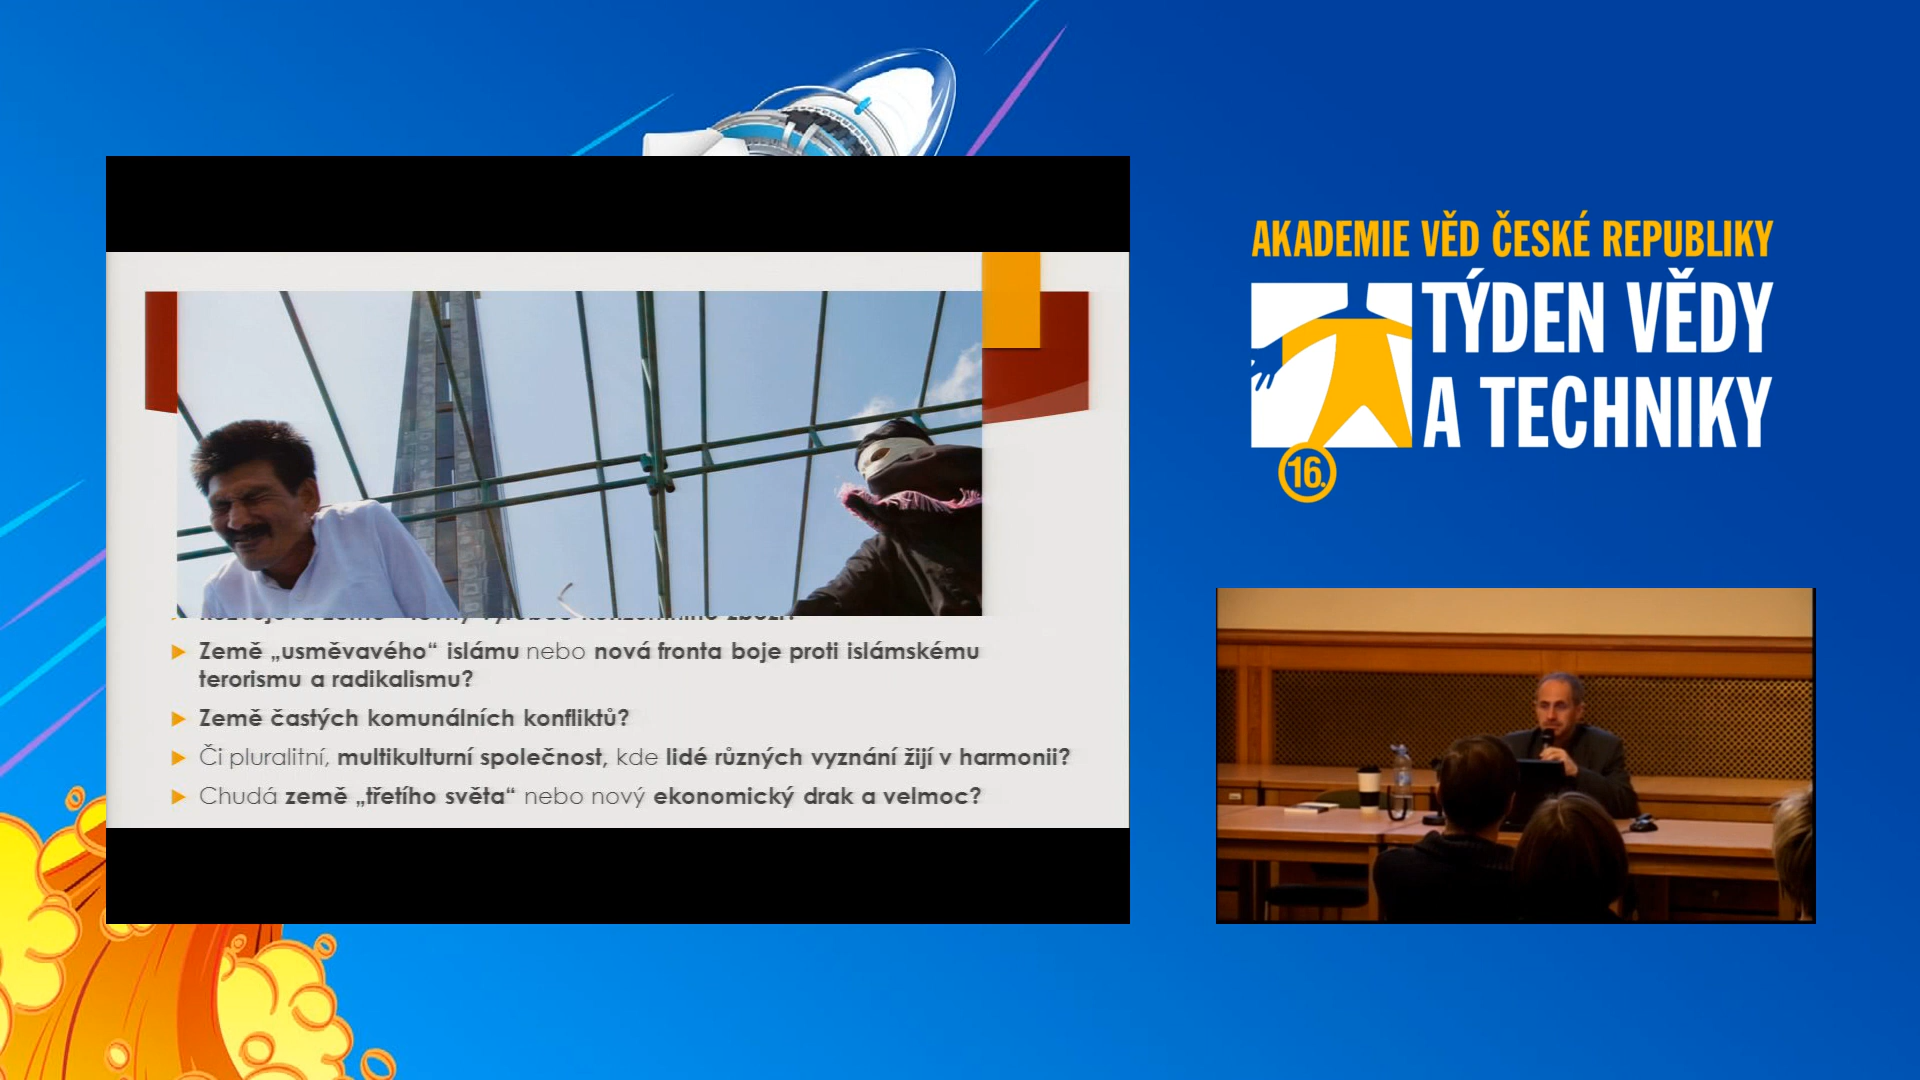 Země „usměvavého“ islámu nebo nová fronta boje proti islámskému
terorismu a radikalismu?
Země častých komunálních konfliktů?
Či pluralitní, multikulturní společnost, kde lidé různých vyznání žijí v harmonii?
Chudá země „třetího světa“ nebo nový ekonomický drak a velmoc?
AKADEMIE VĚD ČESKÉ REPUBLIKY
TÝDEN VĚDY
A TECHNIKY
16.